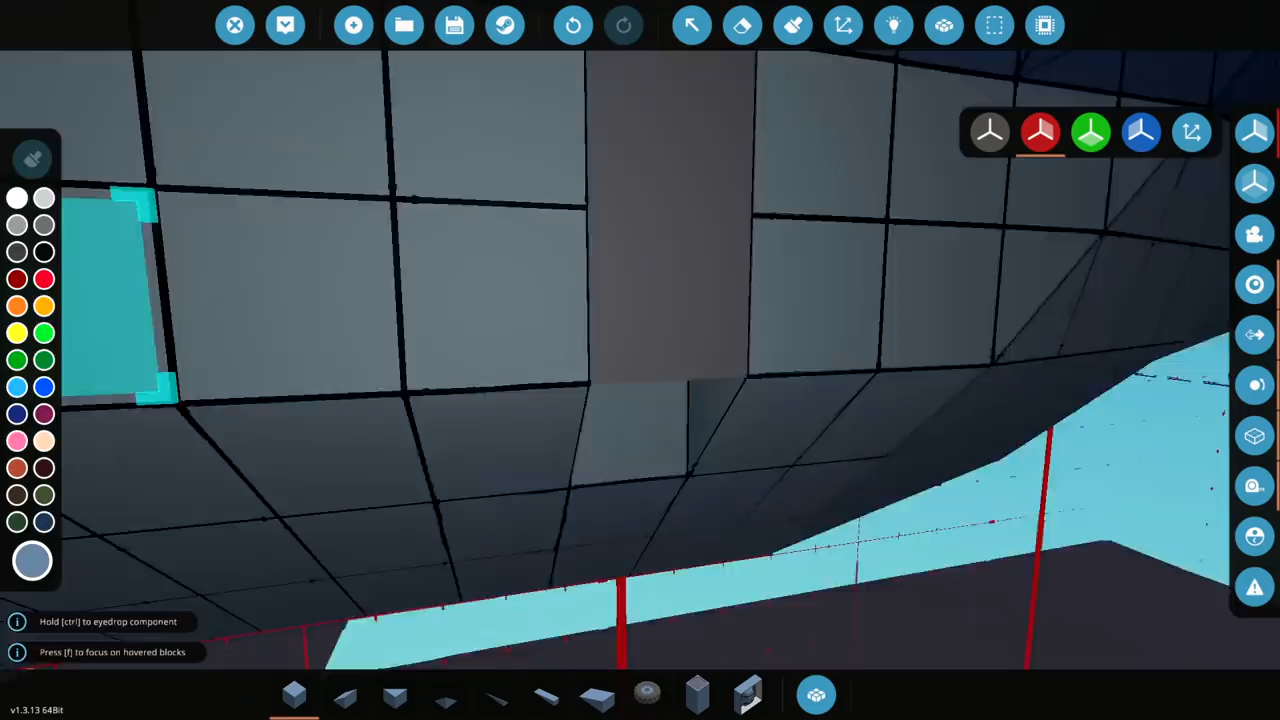 Hold [ctrl] to eyedrop component
Press [f] to focus on hovered blocks
v1.3.13 64Bit